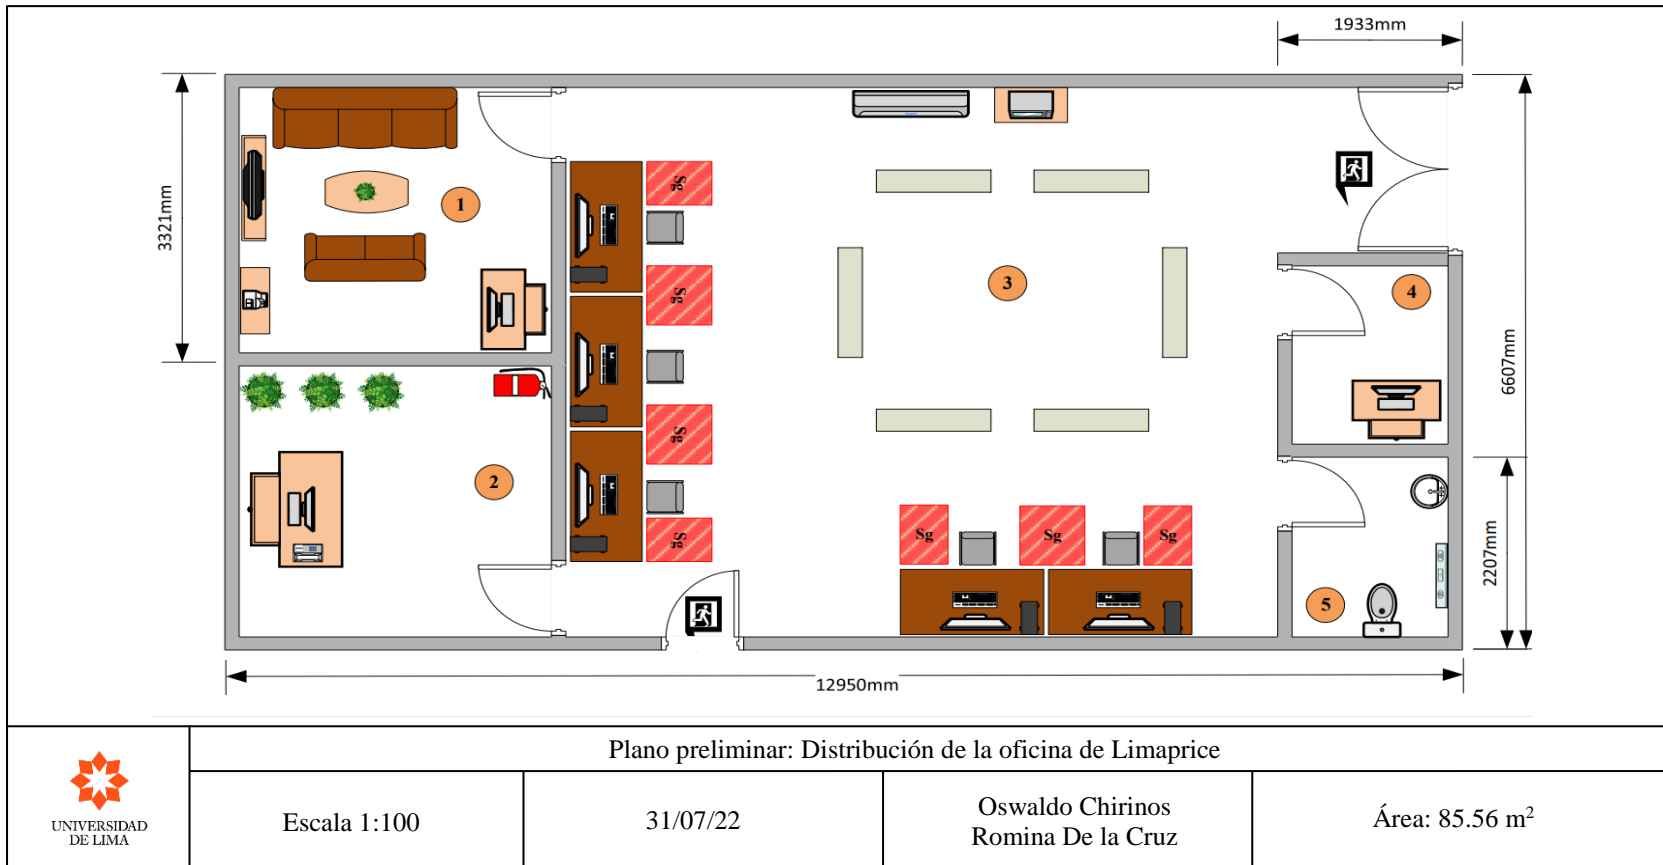 1933mm
3321mm
Sg
1
Sg
3
4
6607mm
Sg
2
Sg
Sg
Sg
Sg
2207mm
5
12950mm
Plano preliminar: Distribución de la oficina de Limaprice
UNIVERSIDAD
DE LIMA
Escala 1:100
31/07/22
Oswaldo Chirinos
Romina De la Cruz
Área: 85.56 m²